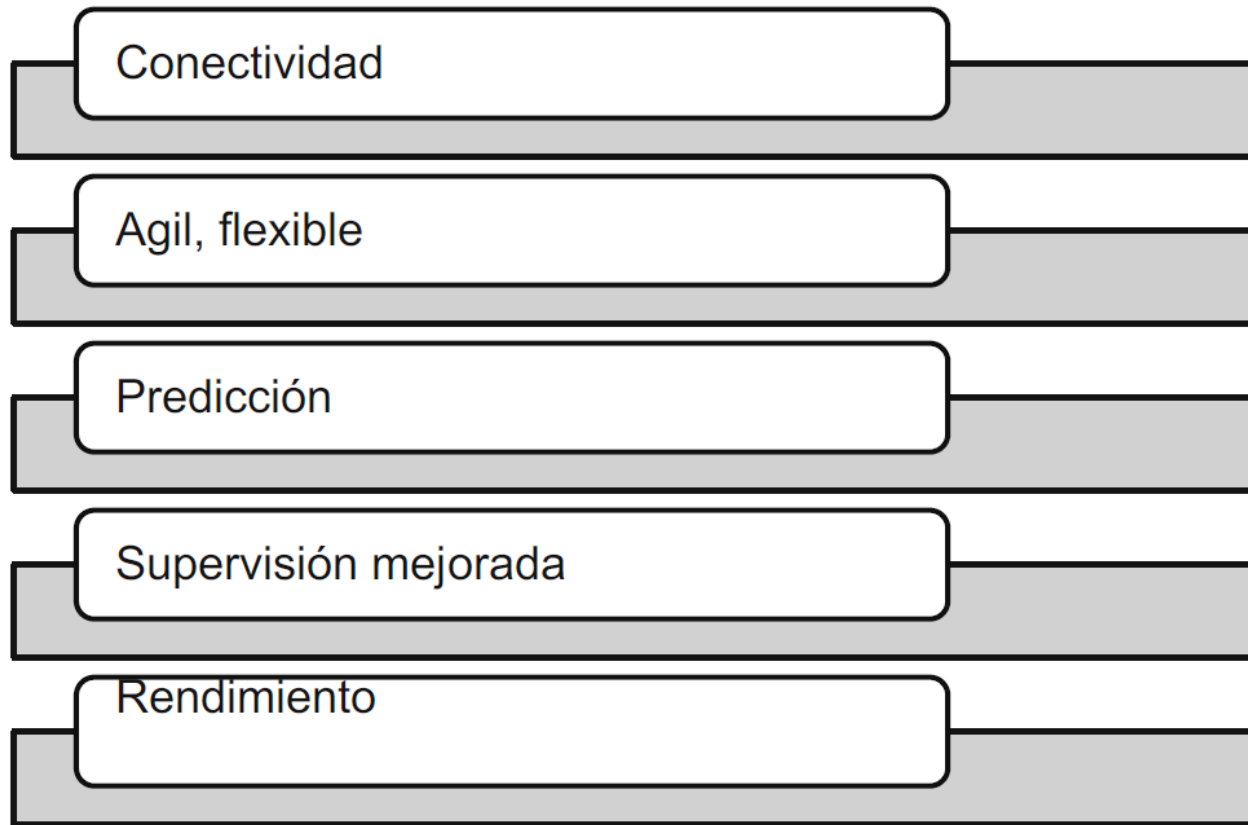 Conectividad
Agil, flexible
Predicción
Supervisión mejorada
Rendimiento